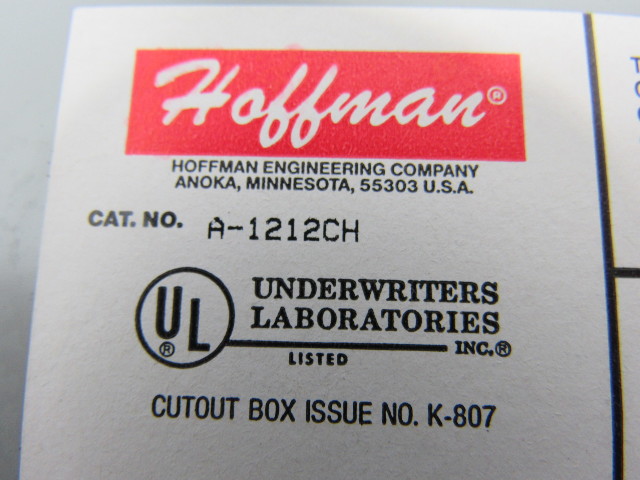 Hoffman®
HOFFMAN ENGINEERING COMPANY
ANOKA, MINNESOTA, 55303 U.S.A.
CAT. NO. A-1212CH
UL®
UNDERWRITERS
LABORATORIES
INC.®
LISTED
CUTOUT BOX ISSUE NO. K-807